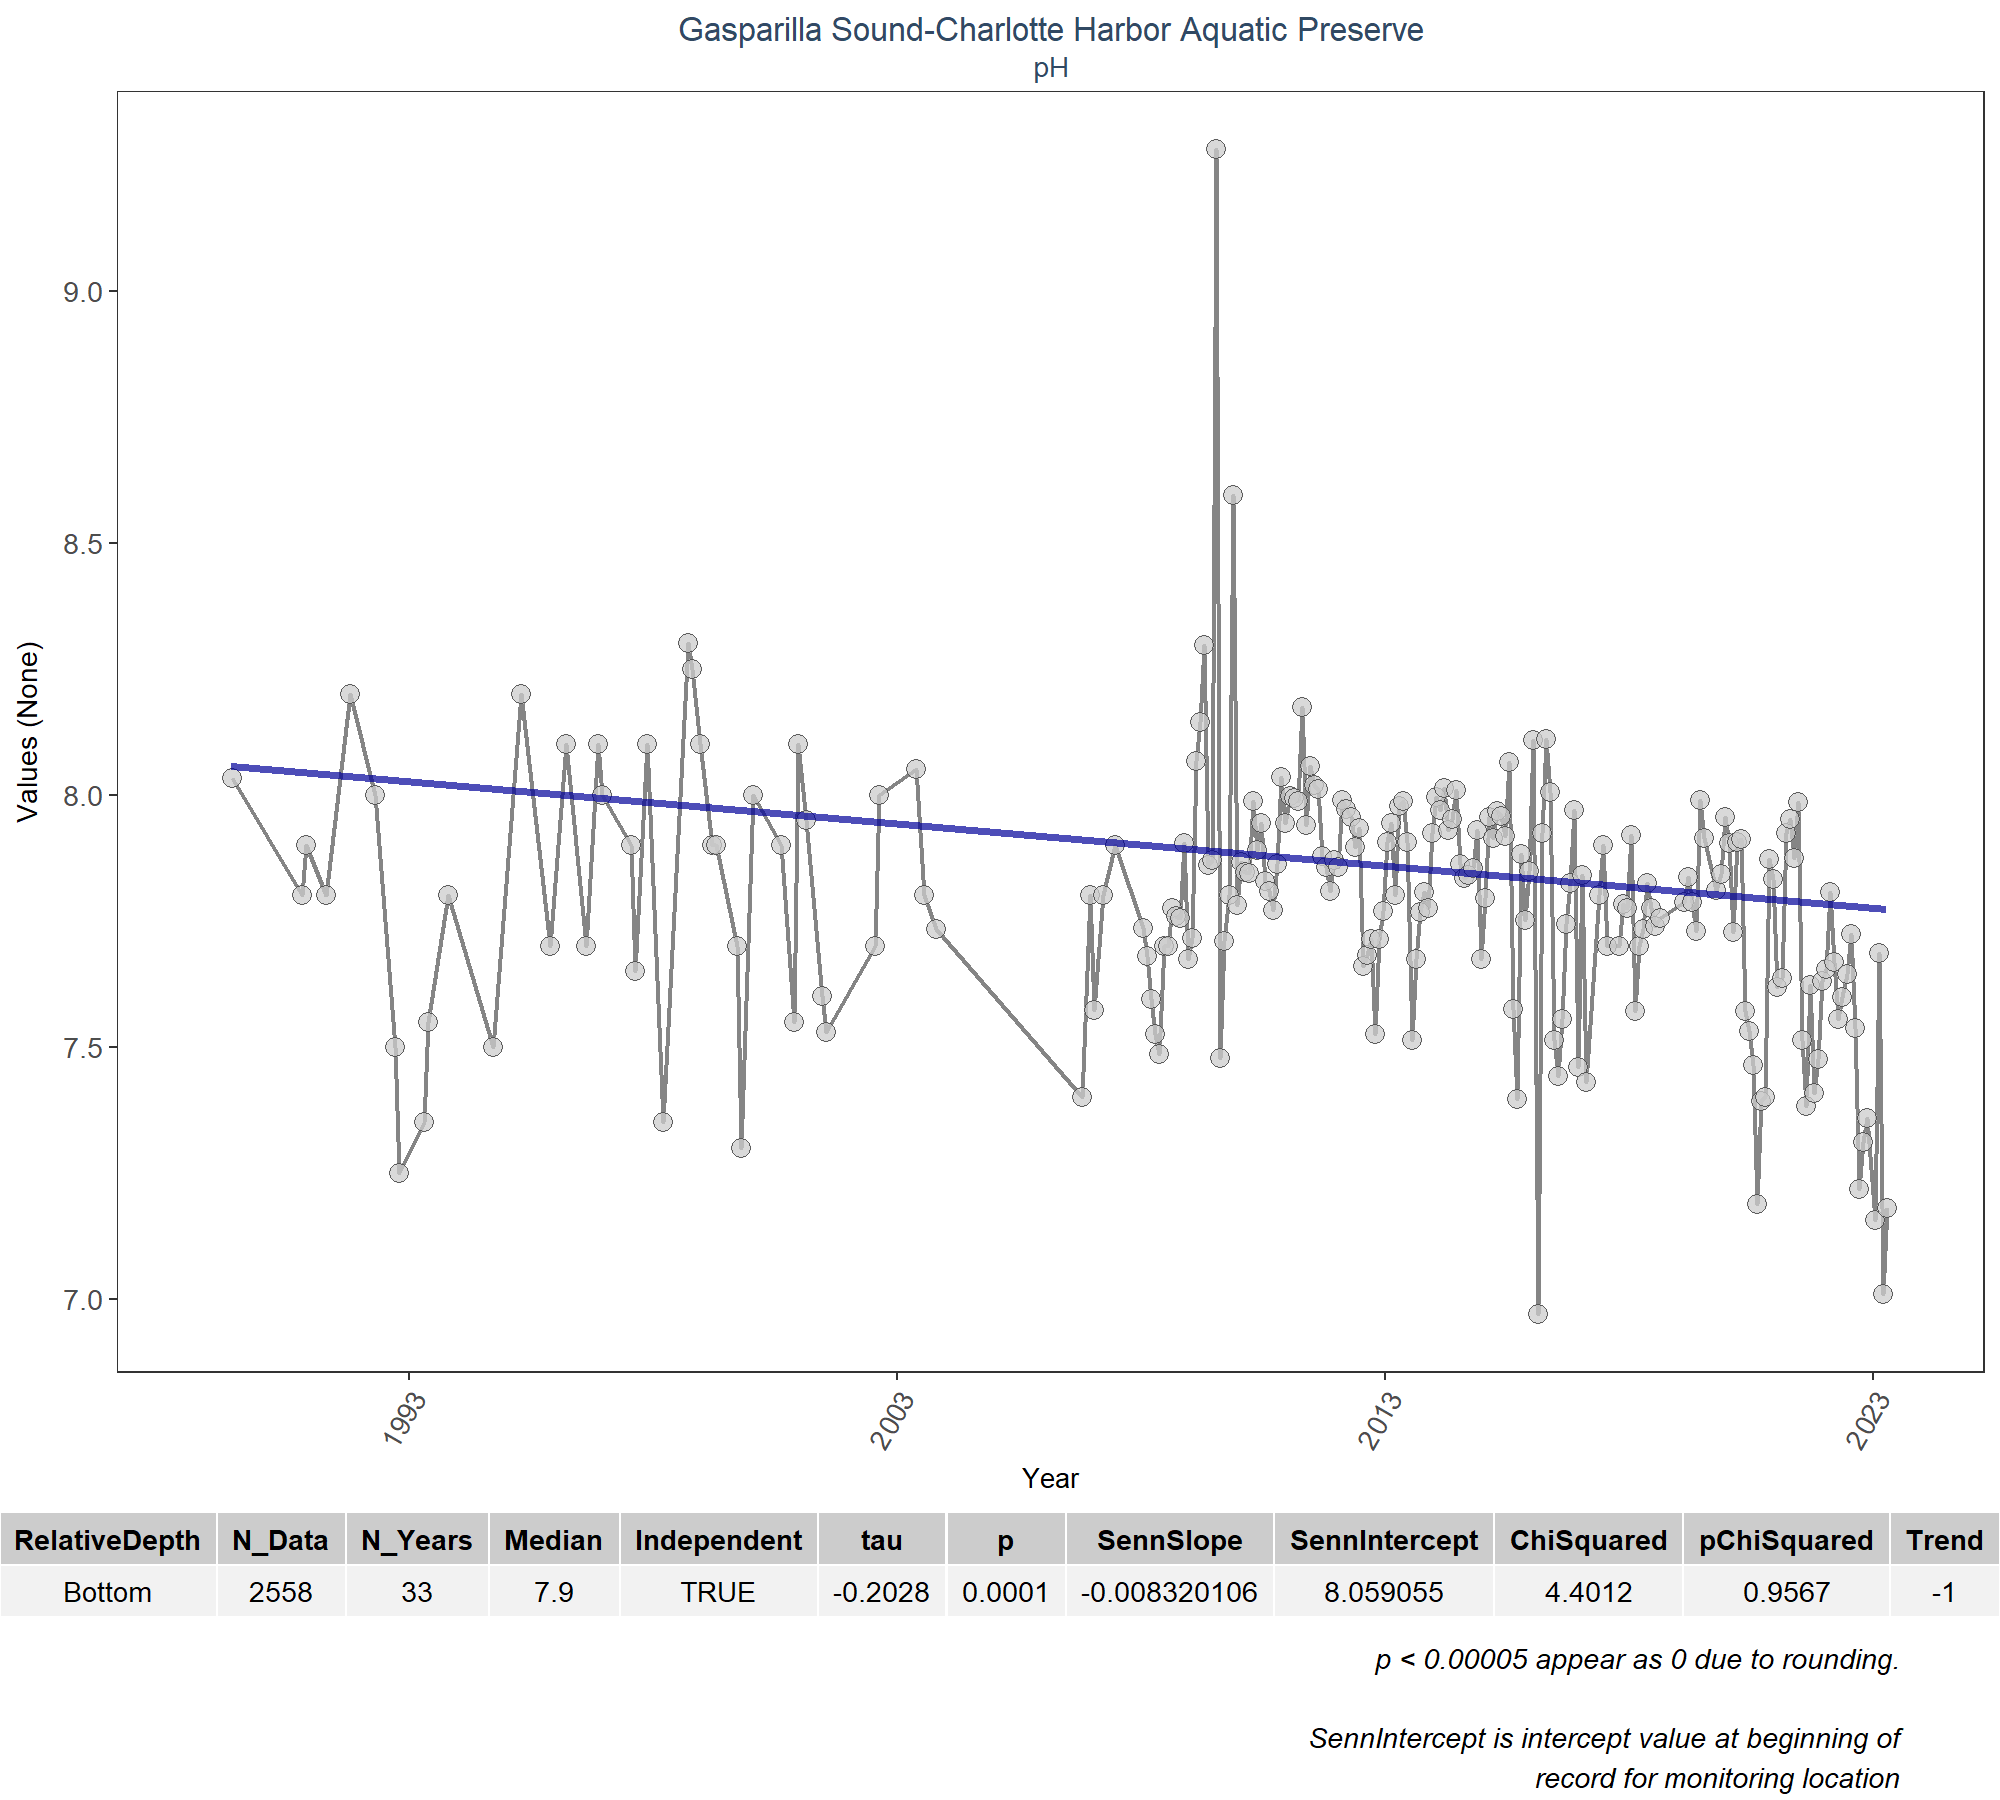 Gasparilla Sound-Charlotte Harbor Aquatic Preserve
pH
Values (None)
9.0
8.5
8.0
7.5
7.0
1993 2003 2013 2023
Year
RelativeDepth N_Data N_Years Median Independent tau p SennSlope SennIntercept ChiSquared pChiSquared Trend
Bottom 2558 33 7.9 TRUE -0.2028 0.0001 -0.008320106 8.059055 4.4012 0.9567 -1
p < 0.00005 appear as 0 due to rounding.
SennIntercept is intercept value at beginning of
record for monitoring location